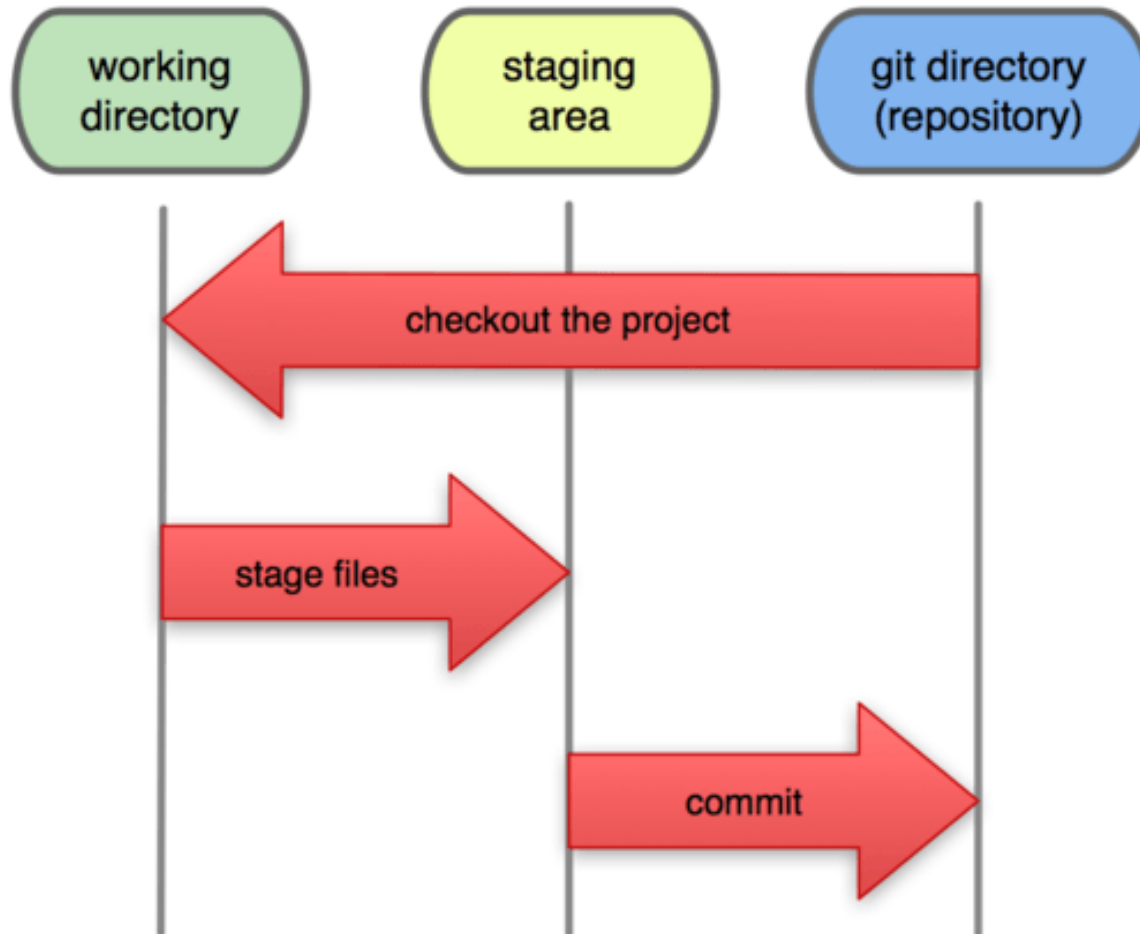 working
directory
staging
area
git directory
(repository)
checkout the project
stage files
commit